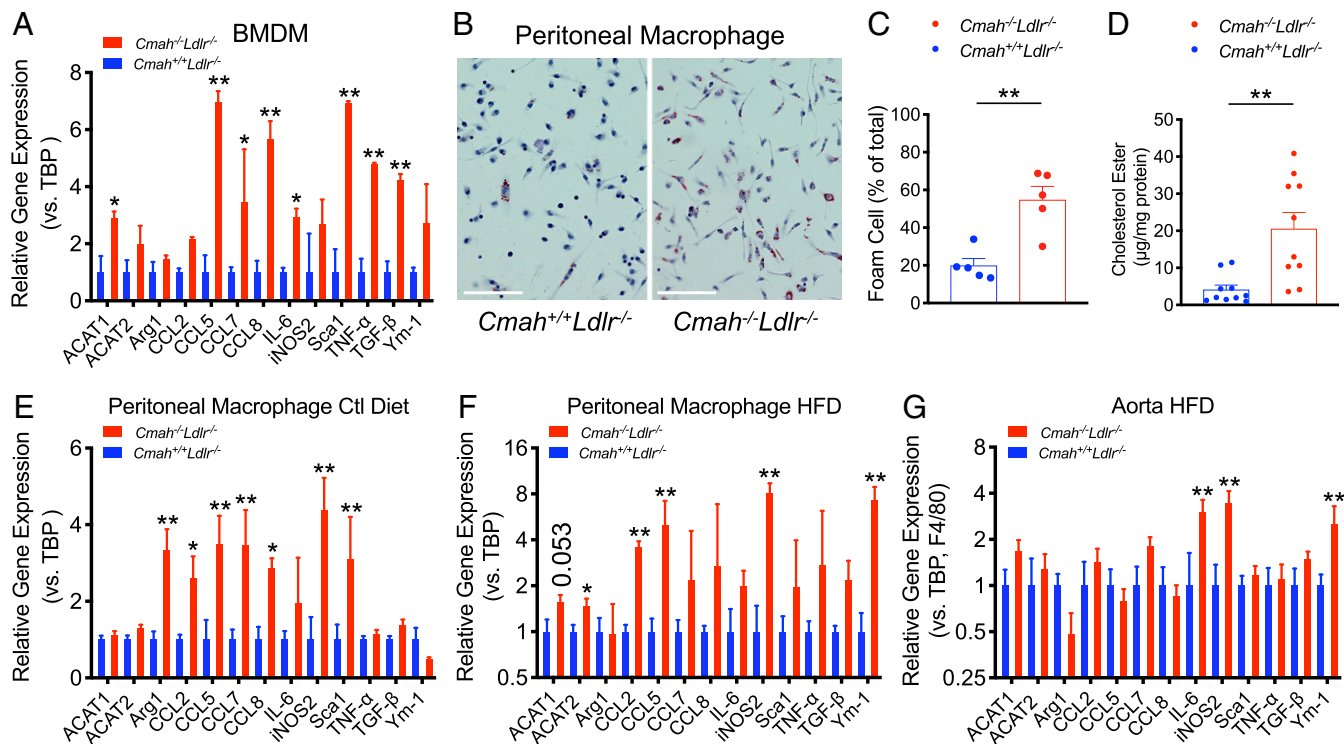 A
BMDM
Cmah-/-Ldlr-/-
Cmah+/+Ldlr-/-
Relative Gene Expression
(vs. TBP )
8
6
4
2
0
**
*
**
*
**
**
**
*
ACAT1
ACAT2
Arg1
CCL2
CCL5
CCL7
CCL8
IL-6
iNOS2
Sca1
TNF-α
TGF-β
Ym-1
B
Peritoneal Macrophage
Cmah+/+Ldlr-/-
Cmah-/-Ldlr-/-
C
Cmah-/-Ldlr-/-
Cmah+/+Ldlr-/-
**
Foam Cell (% of total)
100
80
60
40
20
0
D
Cmah-/-Ldlr-/-
Cmah+/+Ldlr-/-
**
Cholesterol Ester
(µg/mg protein)
50
40
30
20
10
0
E
Peritoneal Macrophage Ctl Diet
Cmah-/-Ldlr-/-
Cmah+/+Ldlr-/-
Relative Gene Expression
(vs. TBP)
6
4
2
0
**
*
**
**
*
**
**
ACAT1
ACAT2
Arg1
CCL2
CCL5
CCL7
CCL8
IL-6
iNOS2
Sca1
TNF-α
TGF-β
Ym-1
F
Peritoneal Macrophage HFD
Cmah-/-Ldlr-/-
Cmah+/+Ldlr-/-
Relative Gene Expression
(vs. TBP)
16
8
4
2
1
0.5
0.053
*
**
**
**
**
ACAT1
ACAT2
Arg1
CCL2
CCL5
CCL7
CCL8
IL-6
iNOS2
Sca1
TNF-α
TGF-β
Ym-1
G
Aorta HFD
Cmah-/-Ldlr-/-
Cmah+/+Ldlr-/-
Relative Gene Expression
(vs. TBP, F4/80)
8
4
2
1
0.5
0.25
**
**
**
ACAT1
ACAT2
Arg1
CCL2
CCL5
CCL7
CCL8
IL-6
iNOS2
Sca1
TNF-α
TGF-β
Ym-1